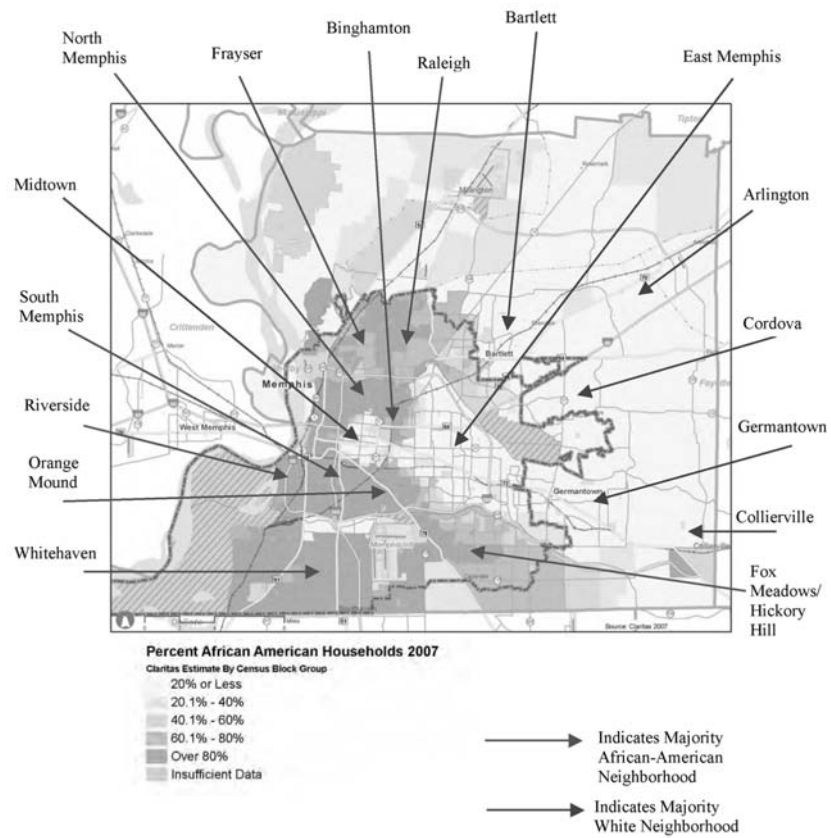 North
Memphis
Frayser
Binghamton
Raleigh
Bartlett
East Memphis
Midtown
Arlington
South
Memphis
Cordova
Riverside
Germantown
Orange
Mound
Collierville
Whitehaven
Fox
Meadows/
Hickory
Hill
Tipton
Millington
Crittenden
Bartlett
Memphis
West Memphis
Germantown
Source: Claritas 2007
Percent African American Households 2007
Claritas Estimate By Census Block Group
20% or Less
20.1% - 40%
40.1% - 60%
60.1% - 80%
Over 80%
Insufficient Data
Indicates Majority
African-American
Neighborhood
Indicates Majority
White Neighborhood